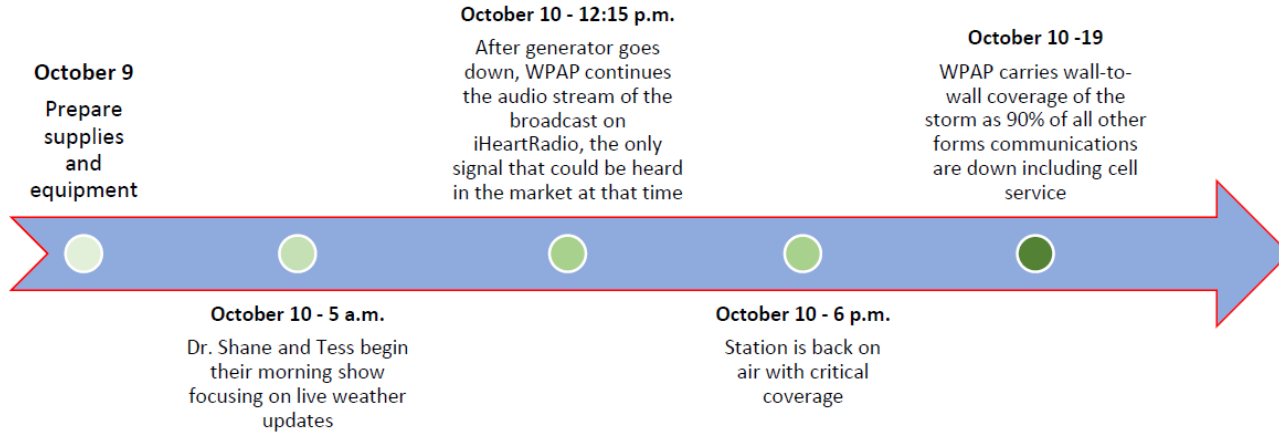 October 9
Prepare
supplies
and
equipment
October 10 - 5 a.m.
Dr. Shane and Tess begin
their morning show
focusing on live weather
updates
October 10 - 12:15 p.m.
After generator goes
down, WPAP continues
the audio stream of the
broadcast on
iHeartRadio, the only
signal that could be heard
in the market at that time
October 10 - 6 p.m.
Station is back on
air with critical
coverage
October 10 -19
WPAP carries wall-to-
wall coverage of the
storm as 90% of all other
forms communications
are down including cell
service